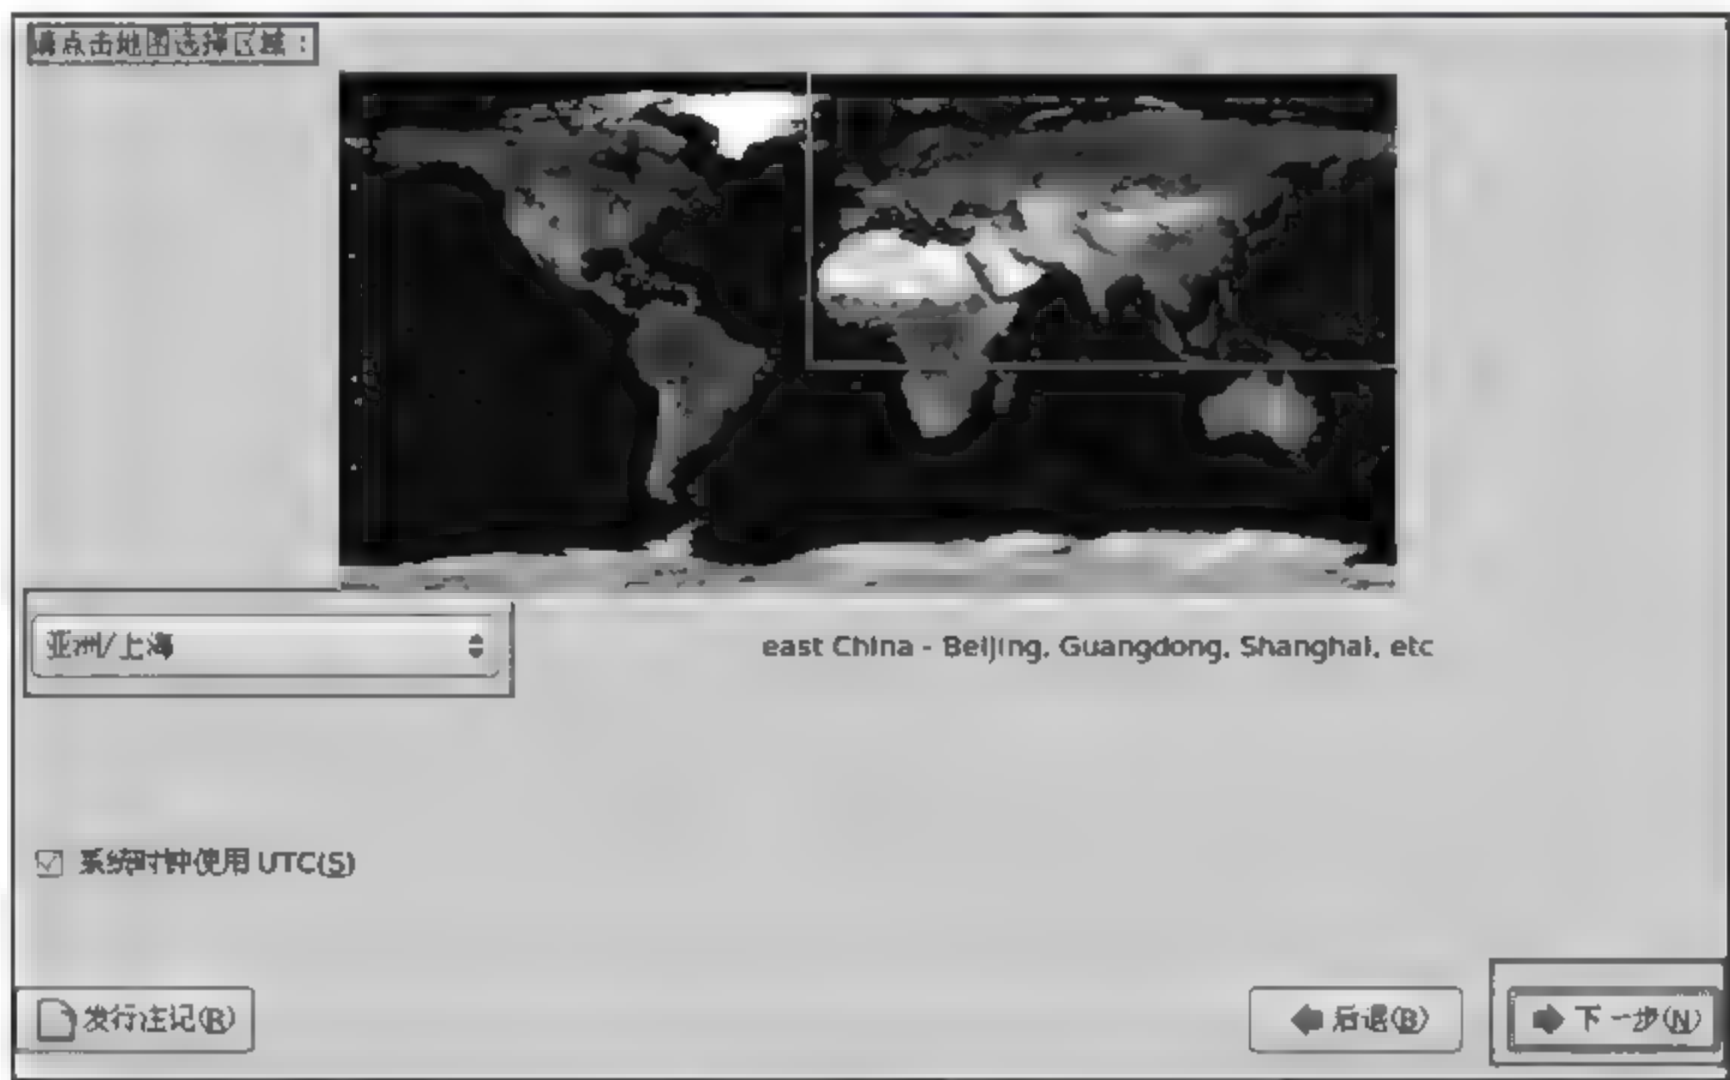 请点击地图选择区域：
亚洲/上海
east China - Beijing, Guangdong, Shanghai, etc
系统时钟使用 UTC(S)
发行注记(R)
后退(B)
下一步(N)